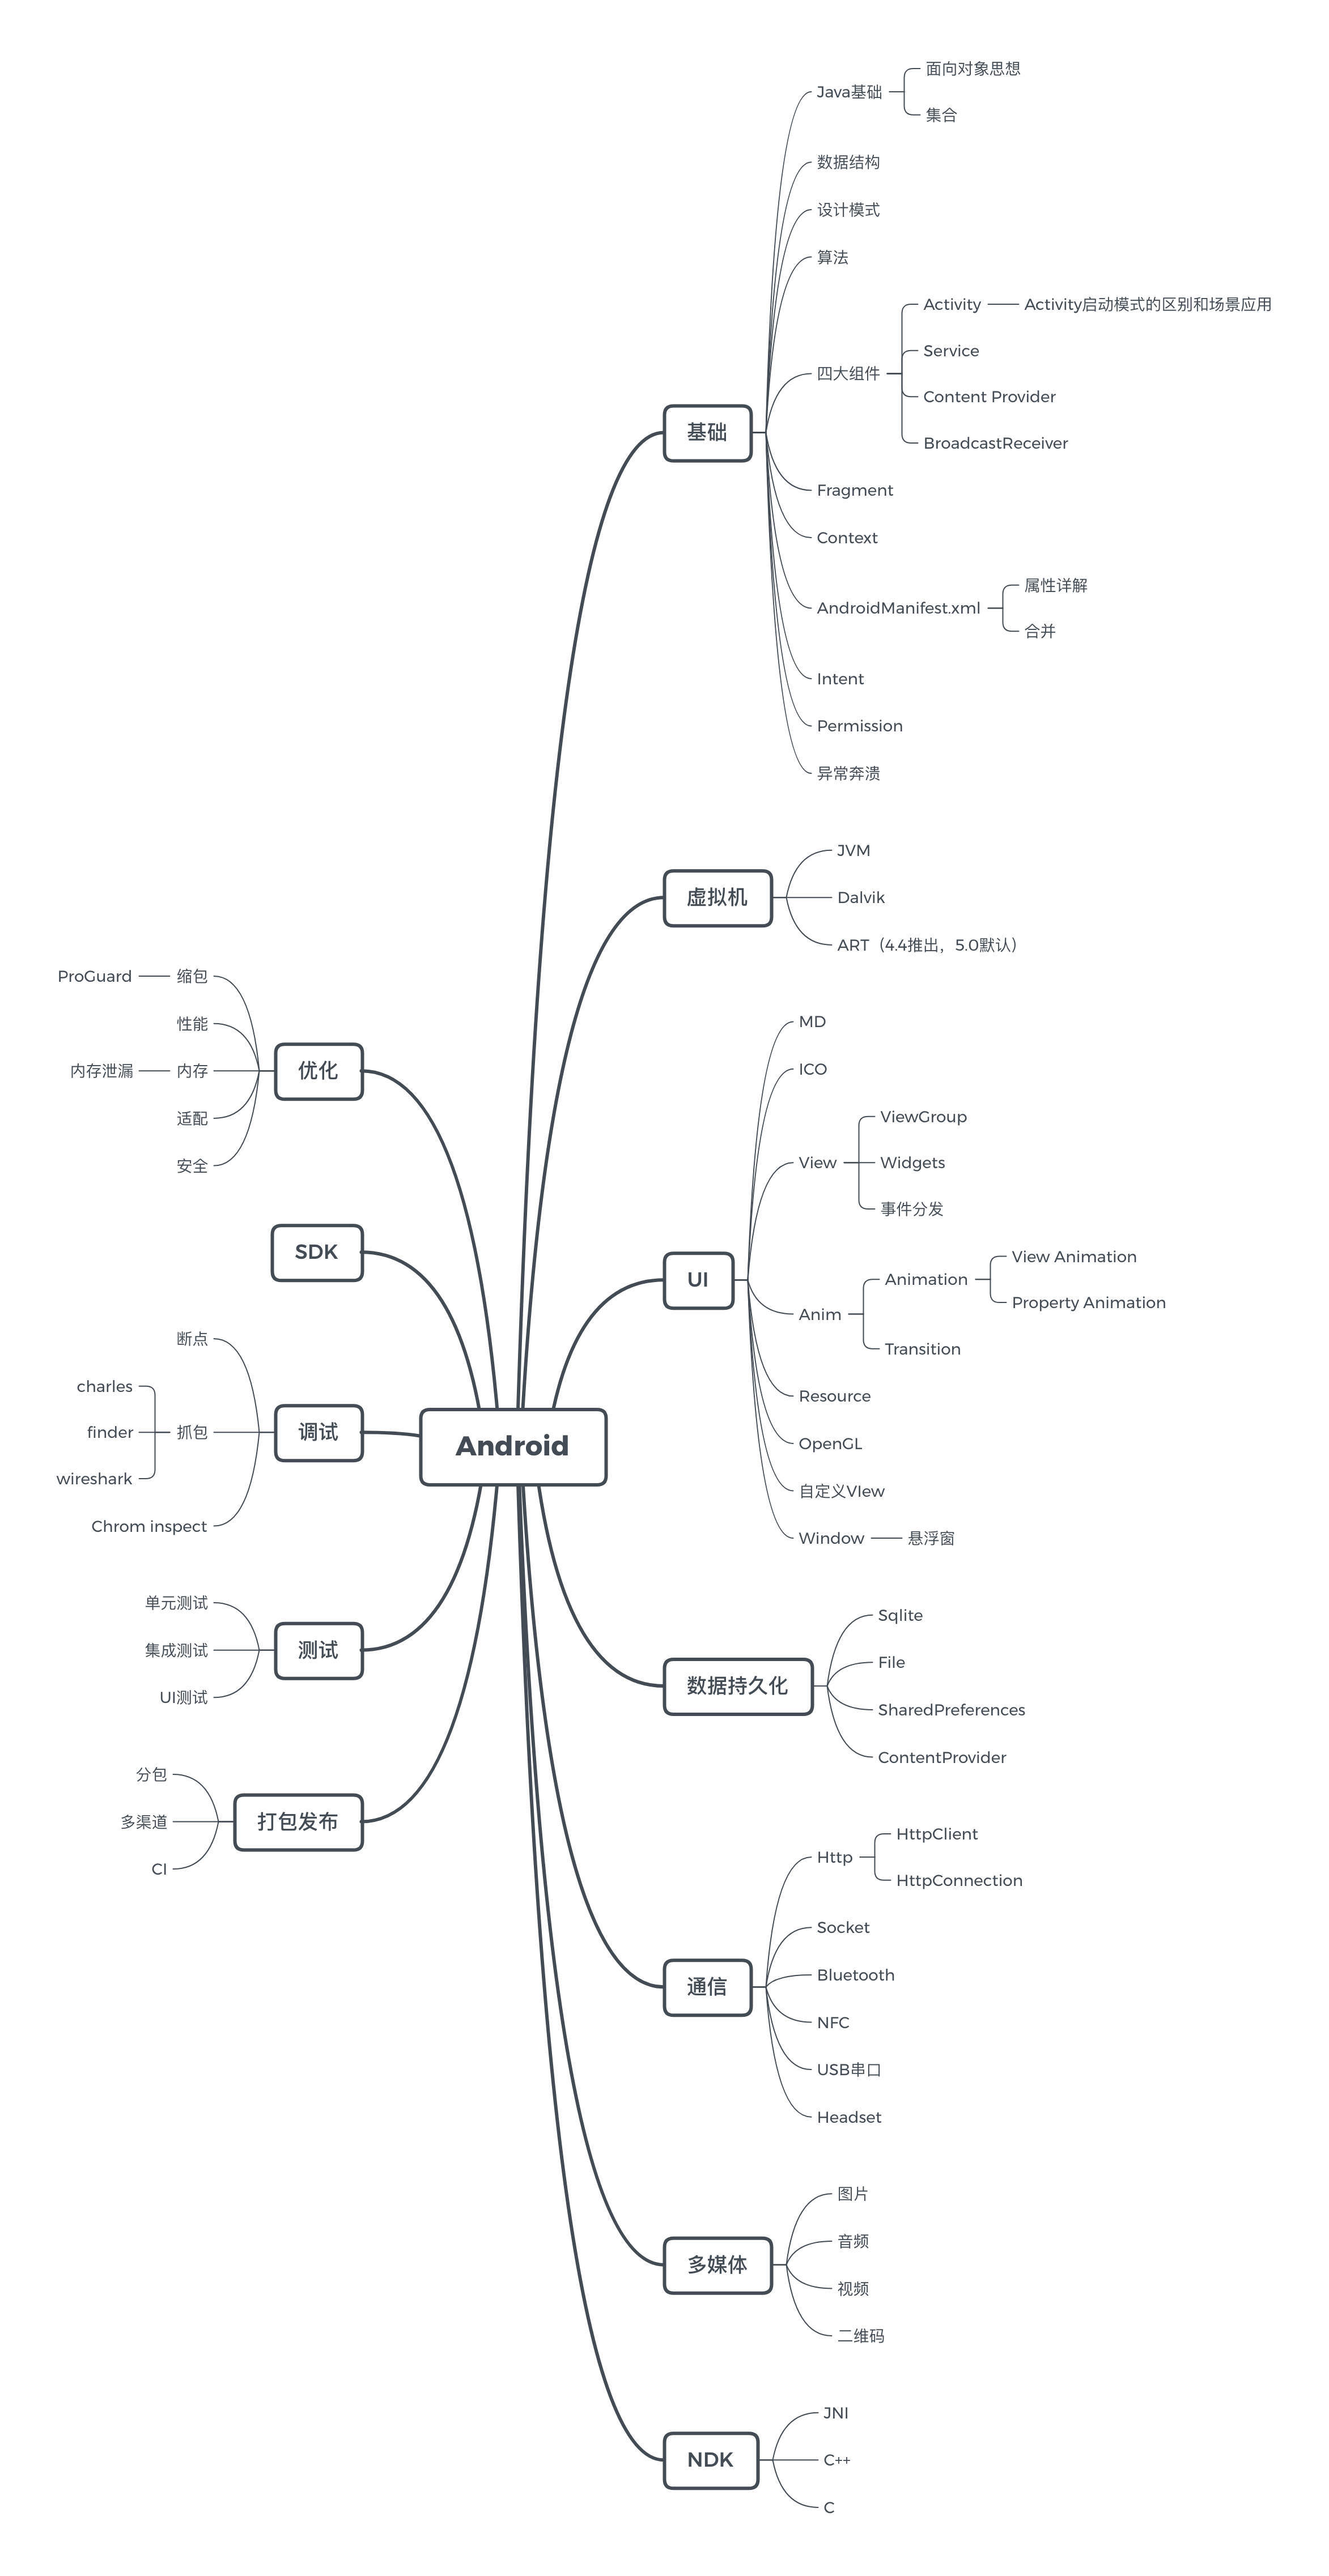 Android
基础
Java基础
面向对象思想
集合
数据结构
设计模式
算法
四大组件
Activity
Activity启动模式的区别和场景应用
Service
Content Provider
BroadcastReceiver
Fragment
Context
AndroidManifest.xml
属性详解
合并
Intent
Permission
异常奔溃
虚拟机
JVM
Dalvik
ART（4.4推出，5.0默认）
UI
MD
ICO
View
ViewGroup
Widgets
事件分发
Anim
Animation
View Animation
Property Animation
Transition
Resource
OpenGL
自定义VIew
Window
悬浮窗
数据持久化
Sqlite
File
SharedPreferences
ContentProvider
通信
Http
HttpClient
HttpConnection
Socket
Bluetooth
NFC
USB串口
Headset
多媒体
图片
音频
视频
二维码
NDK
JNI
C++
C
优化
缩包
ProGuard
性能
内存
内存泄漏
适配
安全
SDK
调试
断点
抓包
charles
finder
wireshark
Chrom inspect
测试
单元测试
集成测试
UI测试
打包发布
分包
多渠道
CI